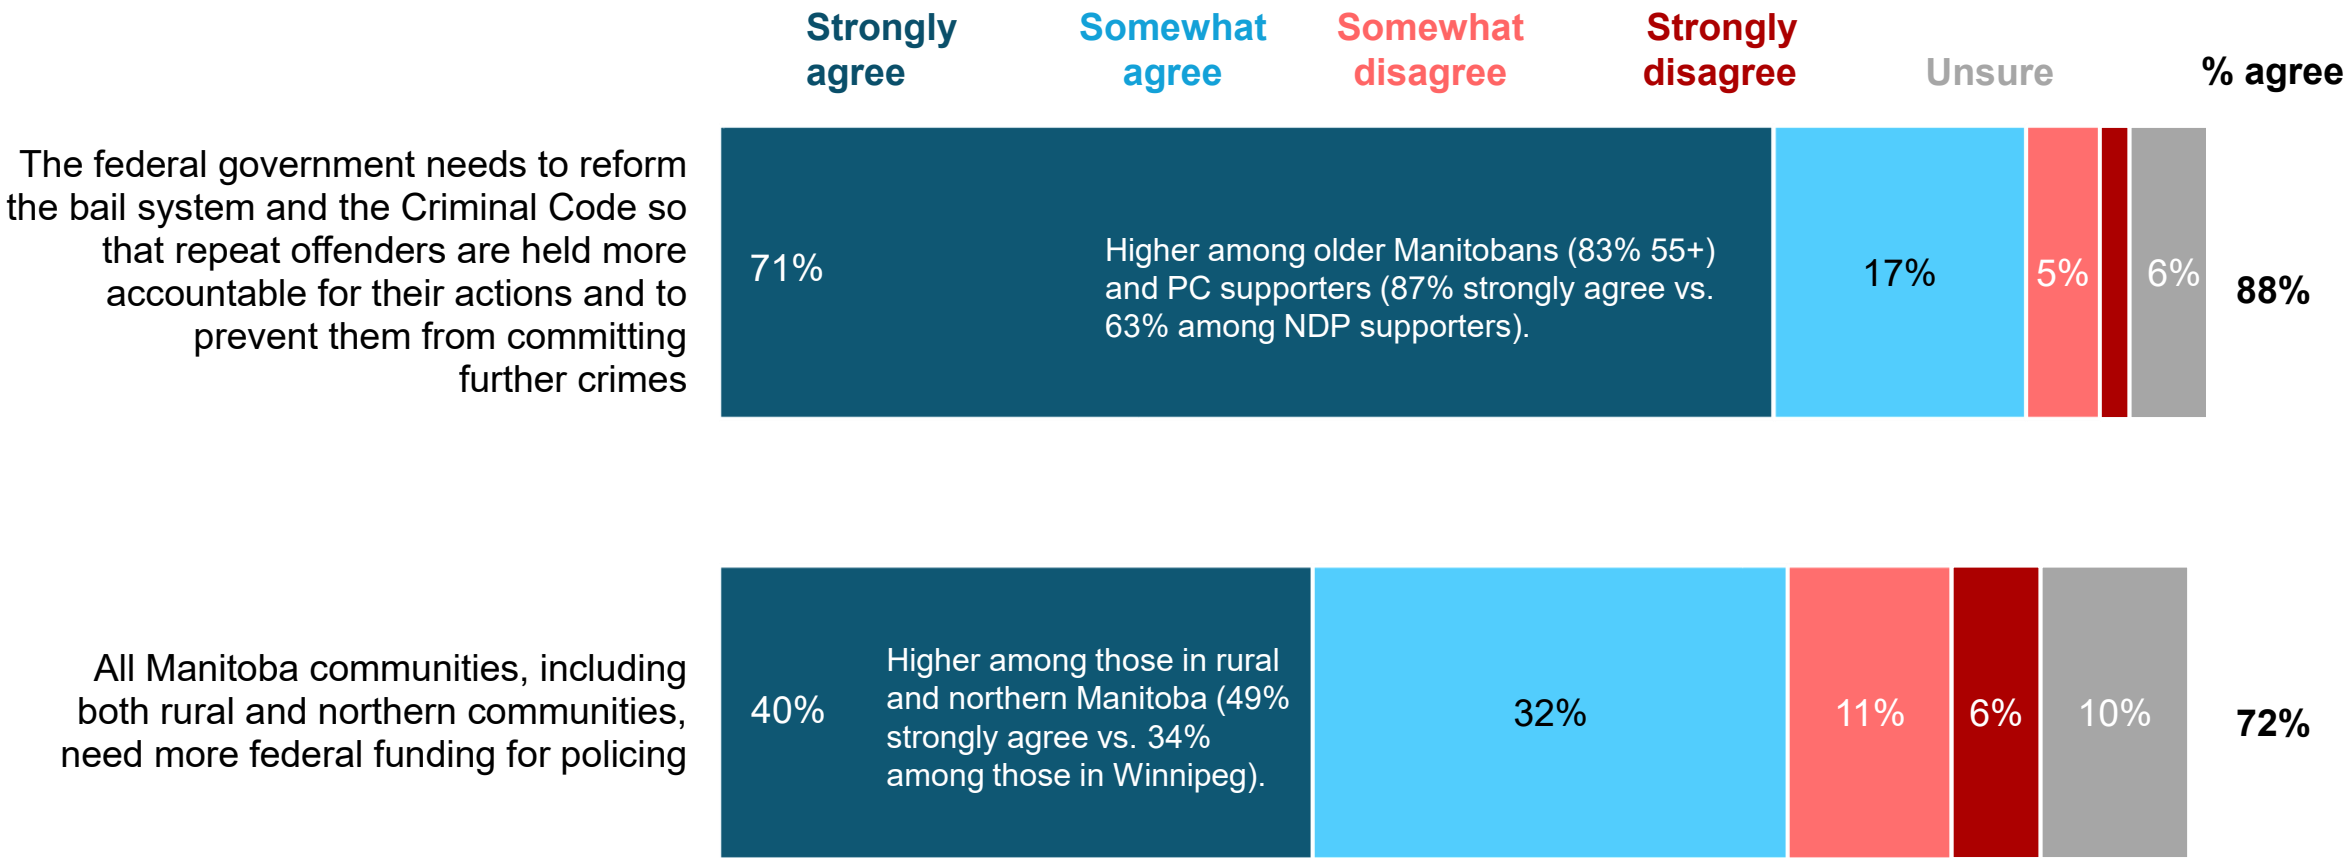 Strongly
agree
Somewhat
agree
Somewhat
disagree
Strongly
disagree
Unsure
% agree
The federal government needs to reform
the bail system and the Criminal Code so
that repeat offenders are held more
accountable for their actions and to
prevent them from committing
further crimes
71%
Higher among older Manitobans (83% 55+)
and PC supporters (87% strongly agree vs.
63% among NDP supporters).
17%
5%
6%
88%
All Manitoba communities, including
both rural and northern communities,
need more federal funding for policing
40%
Higher among those in rural
and northern Manitoba (49%
strongly agree vs. 34%
among those in Winnipeg).
32%
11%
6%
10%
72%